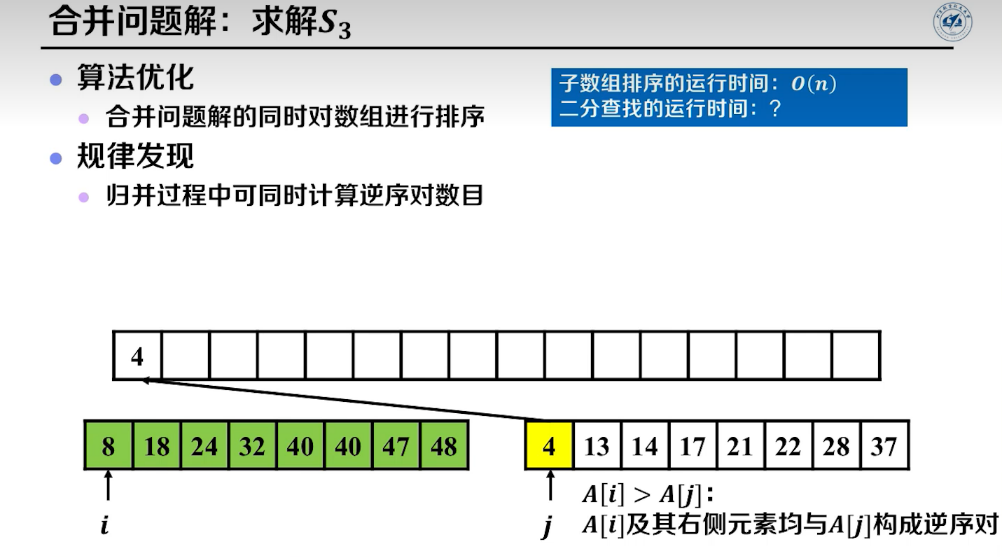 合并问题解：求解S₃
算法优化
合并问题解的同时对数组进行排序
子数组排序的运行时间：O(n)
二分查找的运行时间：？
规律发现
归并过程中可同时计算逆序对数目
4
8 18 24 32 40 40 47 48
4 13 14 17 21 22 28 37
i
j
A[i] > A[j]：
A[i]及其右侧元素均与A[j]构成逆序对